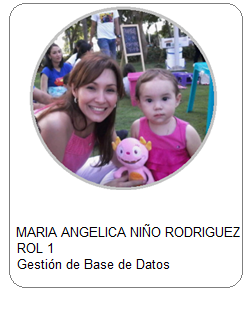 MARIA ANGELICA NIÑO RODRIGUEZ
ROL 1
Gestión de Base de Datos